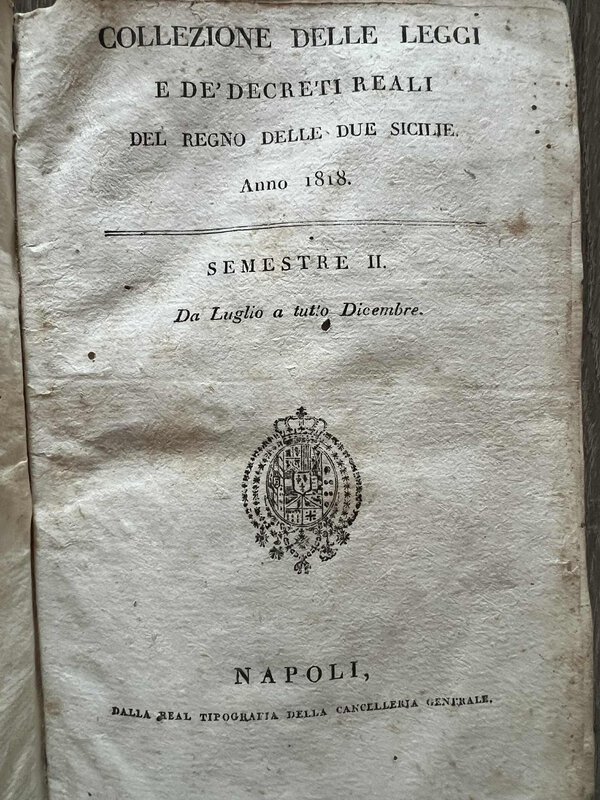 COLLEZIONE DELLE LEGGI
E DE' DECRETI REALI
DEL REGNO DELLE DUE SICILIE.
Anno 1818.
SEMESTRE II.
Da Luglio a tutto Dicembre.
NAPOLI,
DALLA REAL TIPOGRAFIA DELLA CANCELLERIA GENERALE.